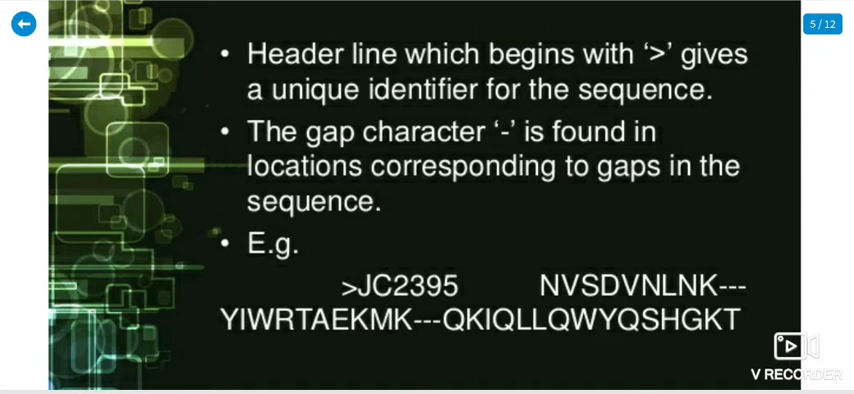 5 / 12
• Header line which begins with ‘>’ gives
a unique identifier for the sequence.
• The gap character ‘-’ is found in
locations corresponding to gaps in the
sequence.
• E.g.
>JC2395 NVSDVNLNK---
YIWRTAEKMK---QKIQLLQWYQSHGKT
V RECORDER